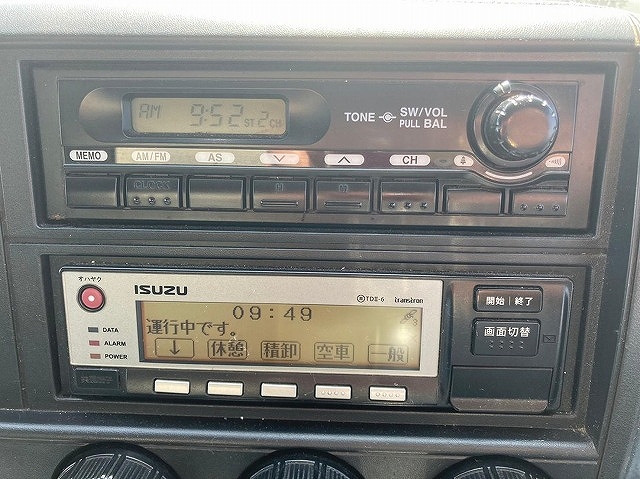 AM 9:52 ST 2 CH
TONE SW/VOL
PULL BAL
MEMO AM/FM AS CH
CLOCK
オハヤク
ISUZU TDII-6 transtron
09:49
運行中です。
↓ 休憩 積卸 空車 一般
DATA
ALARM
POWER
開始 | 終了
画面切替